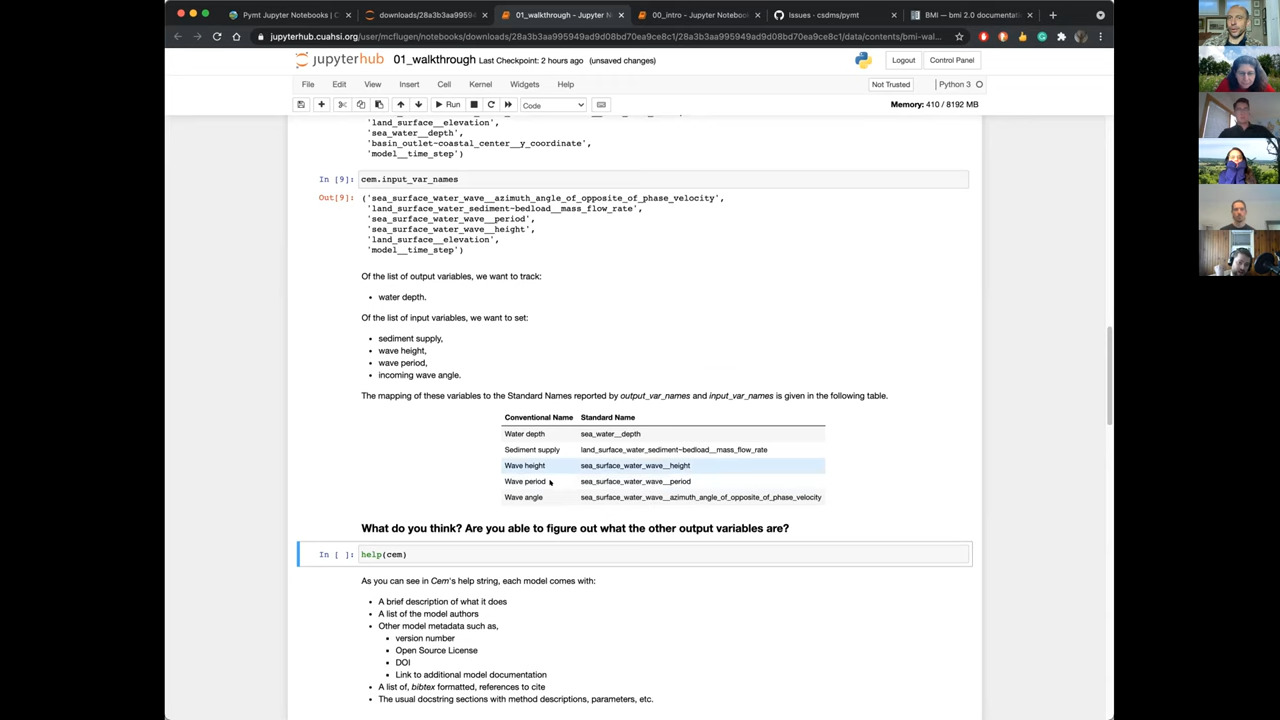 Pymt Jupyter Notebooks | C
downloads/28a3b3aa95994
01_walkthrough - Jupyter N
00_intro - Jupyter Notebook
Issues · csdms/pymt
BMI — bmi 2.0 documentation
jupyterhub.cuahsi.org/user/mcflugen/notebooks/downloads/28a3b3aa995949ad9d08bd70ea9ce8c1/28a3b3aa995949ad9d08bd70ea9ce8c1/data/contents/bmi-wal...
jupyterhub 01_walkthrough Last Checkpoint: 2 hours ago (unsaved changes)
Logout Control Panel
File Edit View Insert Cell Kernel Widgets Help
Not Trusted Python 3
Run Code
Memory: 410 / 8192 MB
'land_surface__elevation',
'sea_water__depth',
'basin_outlet~coastal_center__y_coordinate',
'model__time_step')
In [9]: cem.input_var_names
Out[9]: ('sea_surface_water_wave__azimuth_angle_of_opposite_of_phase_velocity',
'land_surface_water_sediment~bedload__mass_flow_rate',
'sea_surface_water_wave__period',
'sea_surface_water_wave__height',
'land_surface__elevation',
'model__time_step')
Of the list of output variables, we want to track:
• water depth.
Of the list of input variables, we want to set:
• sediment supply,
• wave height,
• wave period,
• incoming wave angle.
The mapping of these variables to the Standard Names reported by output_var_names and input_var_names is given in the following table.
Conventional Name Standard Name
Water depth sea_water__depth
Sediment supply land_surface_water_sediment~bedload__mass_flow_rate
Wave height sea_surface_water_wave__height
Wave period sea_surface_water_wave__period
Wave angle sea_surface_water_wave__azimuth_angle_of_opposite_of_phase_velocity
What do you think? Are you able to figure out what the other output variables are?
In [ ]: help(cem)
As you can see in Cem's help string, each model comes with:
• A brief description of what it does
• A list of the model authors
• Other model metadata such as,
• version number
• Open Source License
• DOI
• Link to additional model documentation
• A list of, bibtex formatted, references to cite
• The usual docstring sections with method descriptions, parameters, etc.